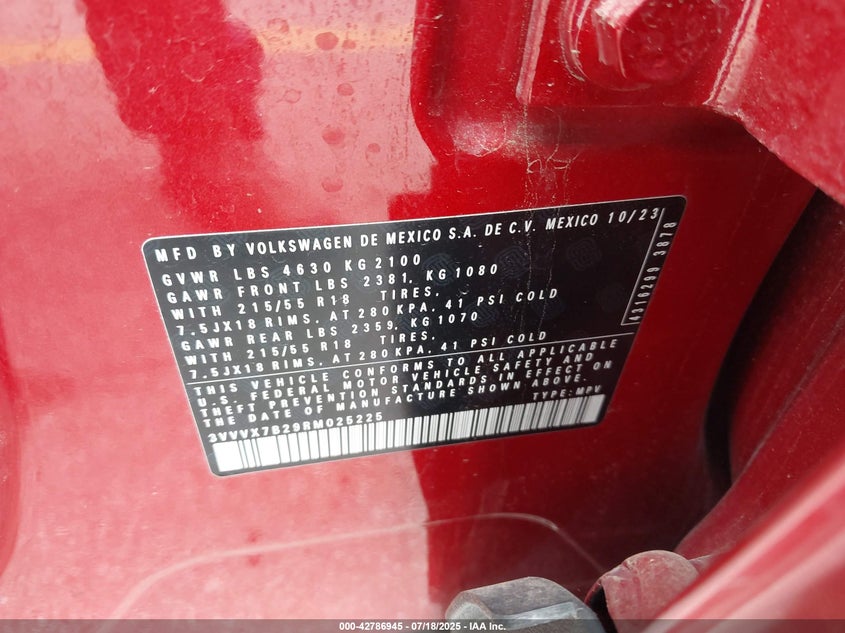 MFD BY VOLKSWAGEN DE MEXICO S.A. DE C.V. MEXICO 10/23
GVWR LBS 4630 KG 2100
GAWR FRONT LBS 2381, KG 1080
WITH 215/55 R18 TIRES,
7.5JX18 RIMS, AT 280 KPA, 41 PSI COLD
GAWR REAR LBS 2359, KG 1070
WITH 215/55 R18 TIRES,
7.5JX18 RIMS, AT 280 KPA, 41 PSI COLD
THIS VEHICLE CONFORMS TO ALL APPLICABLE
U.S. FEDERAL MOTOR VEHICLE SAFETY AND
THEFT PREVENTION STANDARDS IN EFFECT ON
THE DATE OF MANUFACTURE SHOWN ABOVE.
3VVVX7B29RM025225 TYPE: MPV
4316299 3878
000-42786945 - 07/18/2025 - IAA Inc.